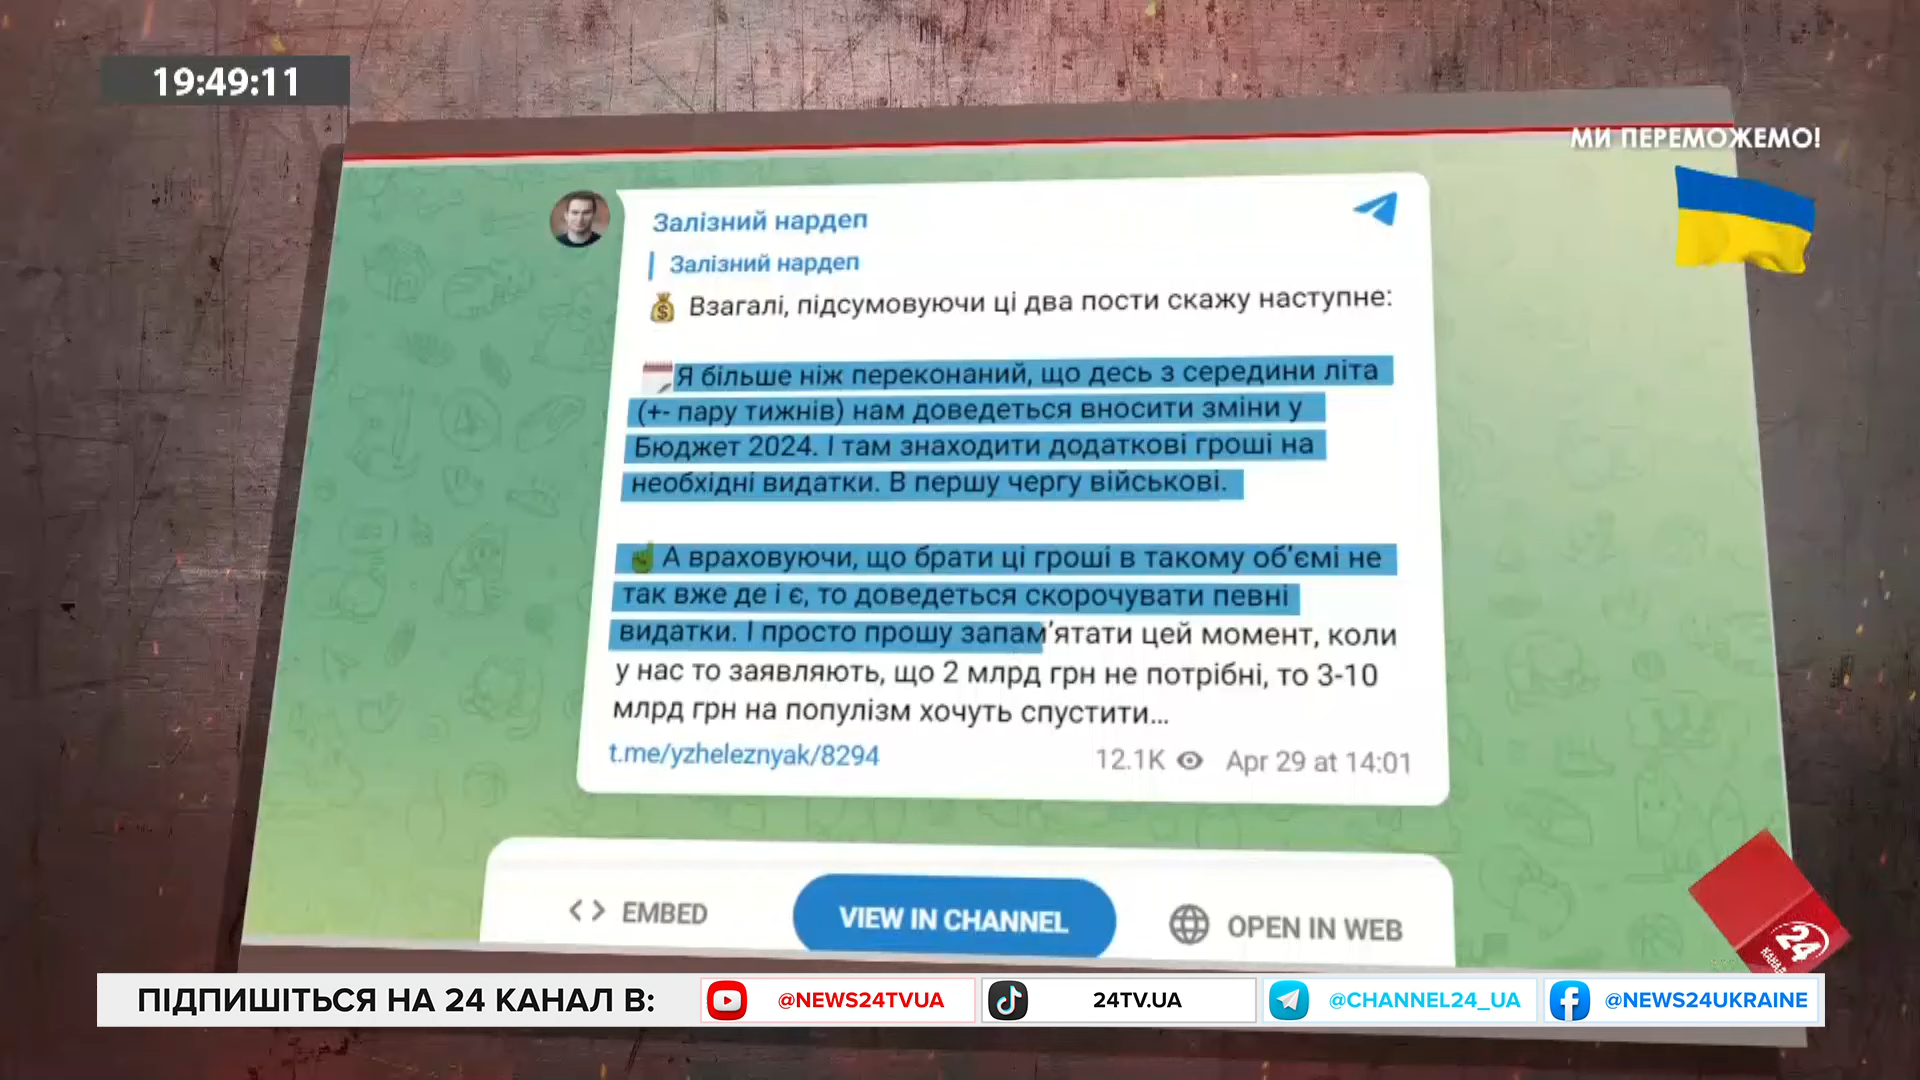 19:49:11
МИ ПЕРЕМОЖЕМО!
Залізний нардеп
Залізний нардеп
Взагалі, підсумовуючи ці два пости скажу наступне:
Я більше ніж переконаний, що десь з середини літа
(+- пару тижнів) нам доведеться вносити зміни у
Бюджет 2024. І там знаходити додаткові гроші на
необхідні видатки. В першу чергу військові.
А враховуючи, що брати ці гроші в такому об’ємі не
так вже де і є, то доведеться скорочувати певні
видатки. І просто прошу запам’ятати цей момент, коли
у нас то заявляють, що 2 млрд грн не потрібні, то 3-10
млрд грн на популізм хочуть спустити...
t.me/yzheleznyak/8294
12.1K Apr 29 at 14:01
EMBED
VIEW IN CHANNEL
OPEN IN WEB
24
КАНАЛ
ПІДПИШІТЬСЯ НА 24 КАНАЛ В:
@NEWS24TVUA
24TV.UA
@CHANNEL24_UA
@NEWS24UKRAINE